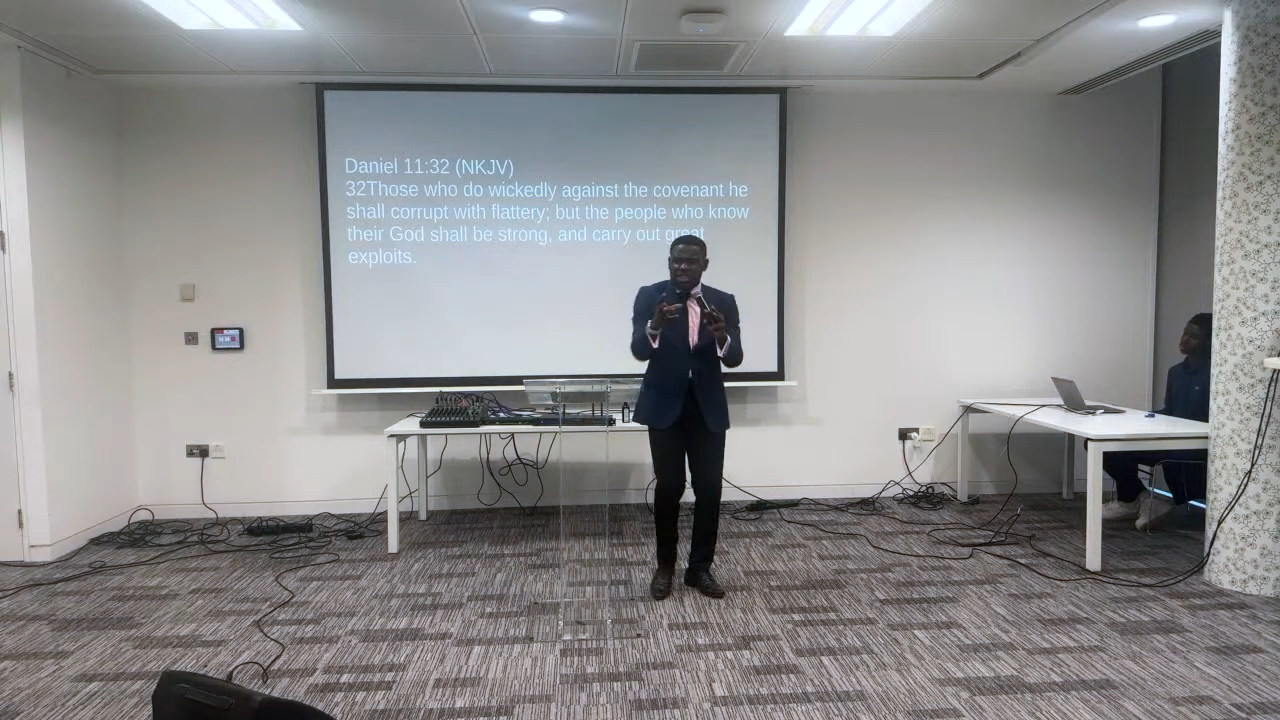 Daniel 11:32 (NKJV)
32Those who do wickedly against the covenant he
shall corrupt with flattery; but the people who know
their God shall be strong, and carry out great
exploits.